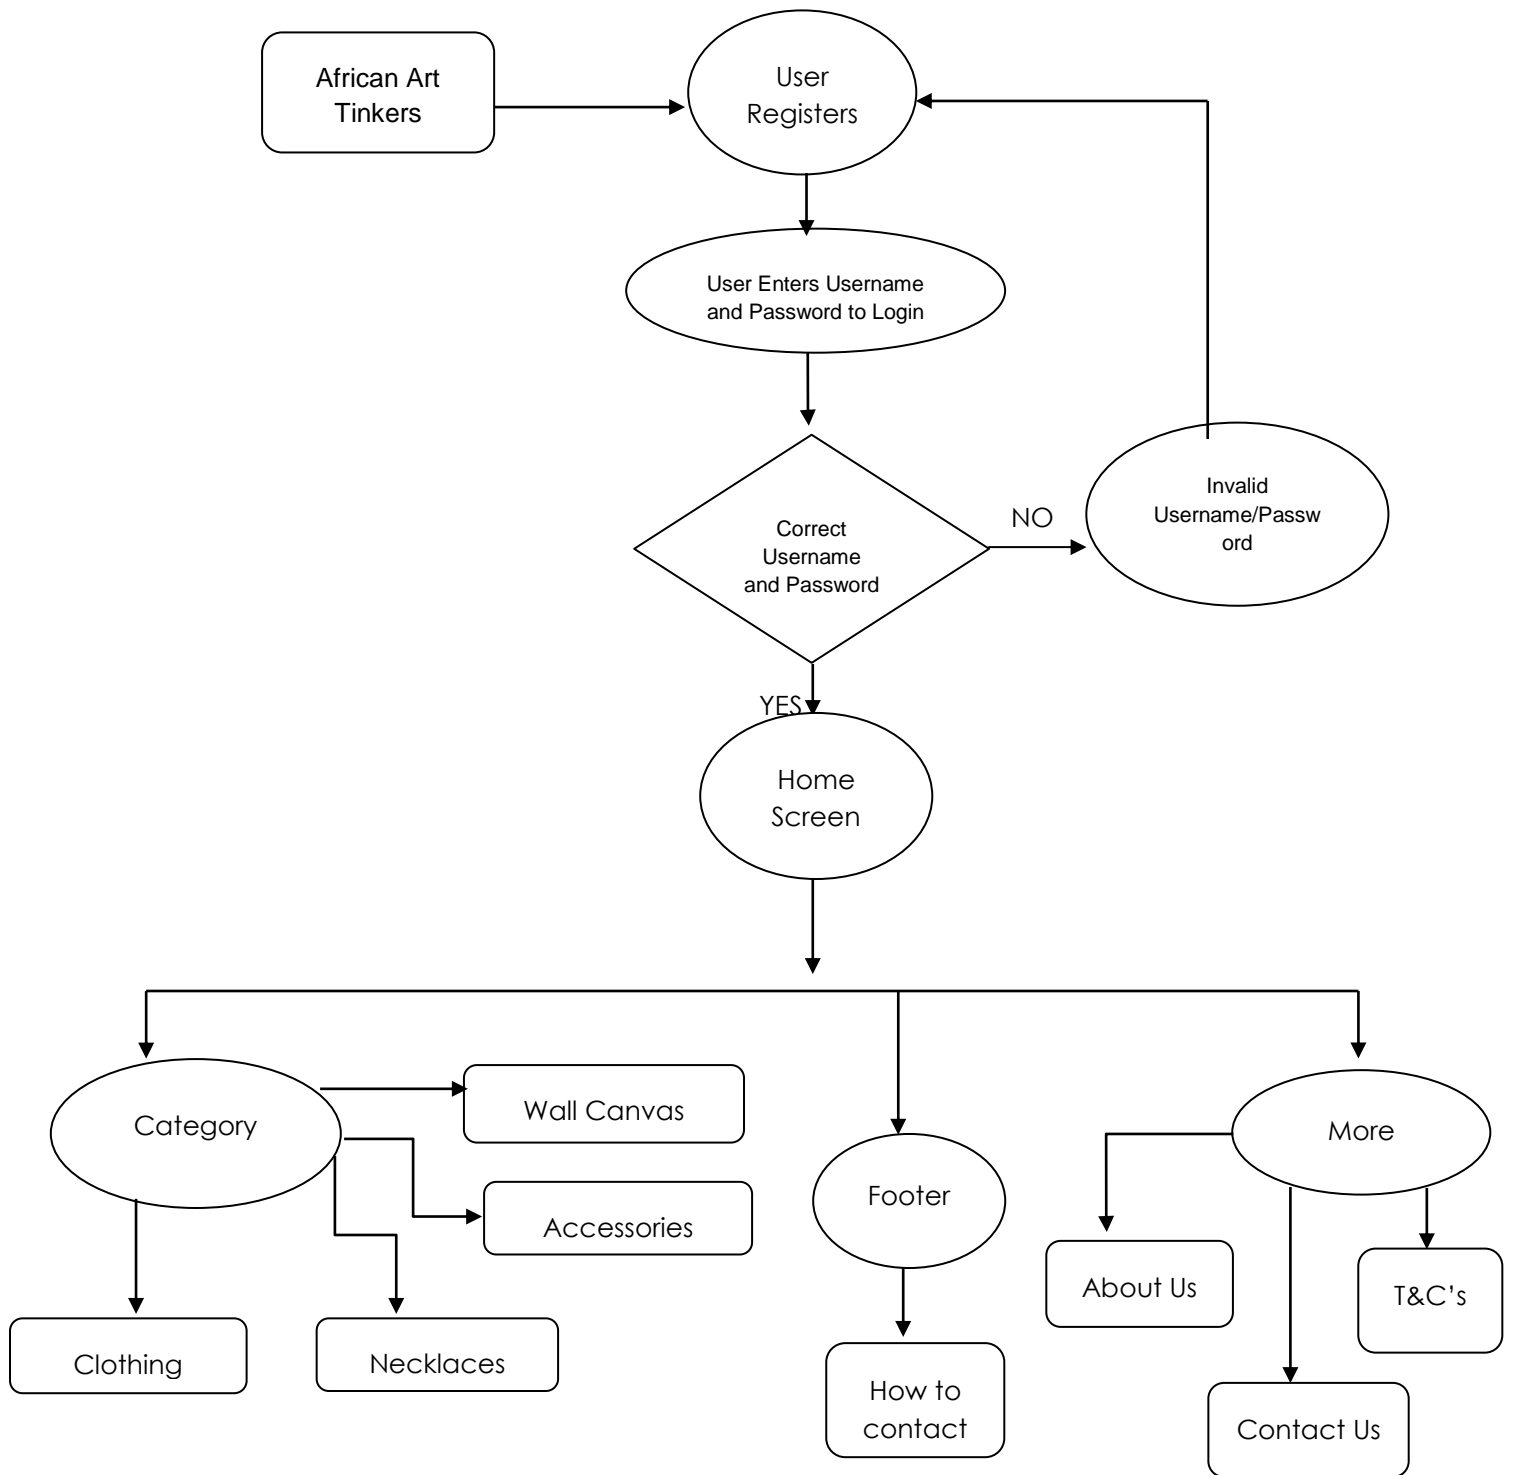 African Art
Tinkers
User
Registers
User Enters Username
and Password to Login
Correct
Username
and Password
NO
Invalid
Username/Passw
ord
YES
Home
Screen
Category
Wall Canvas
Accessories
Clothing
Necklaces
Footer
How to
contact
More
About Us
T&C’s
Contact Us